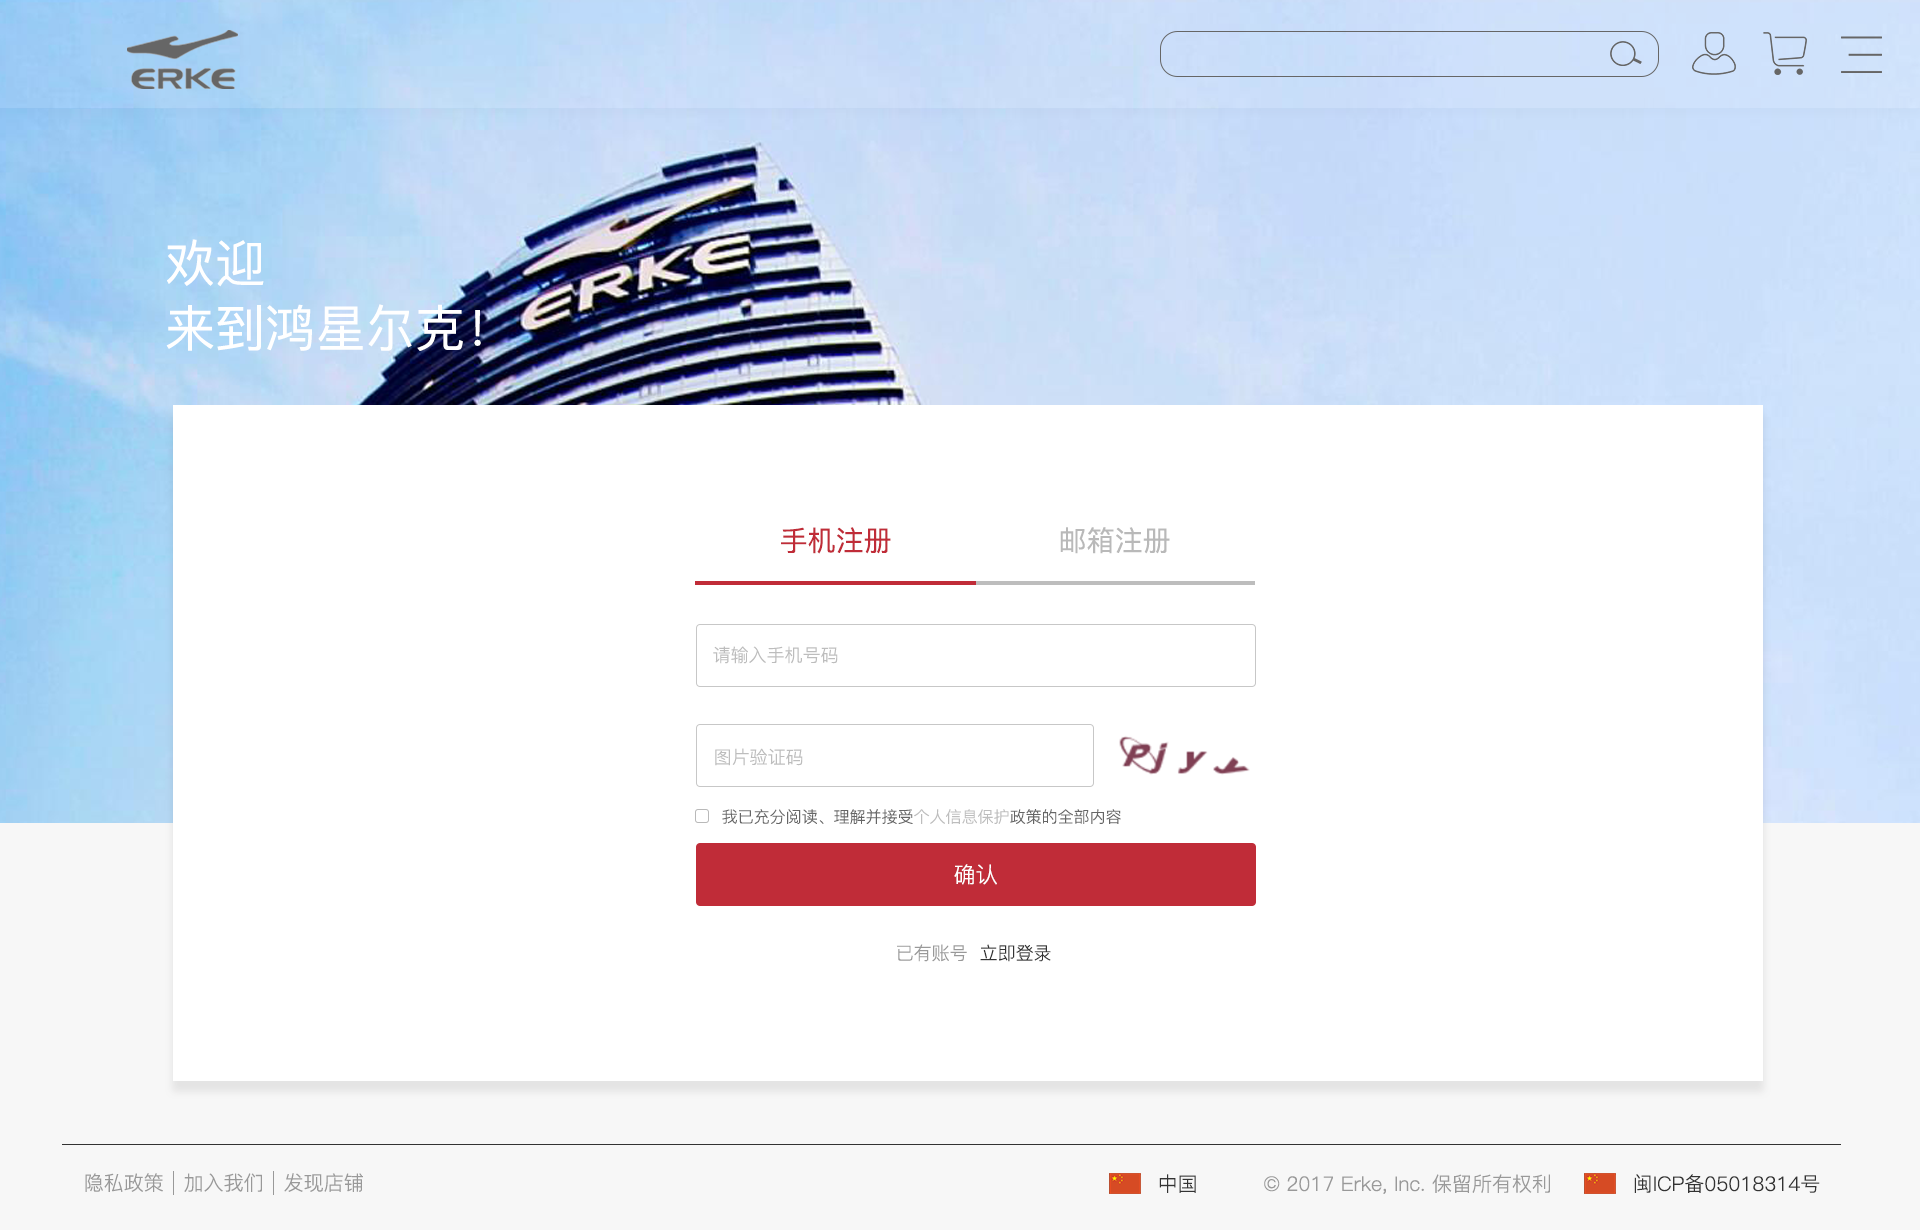 ERKE
ERKE
欢迎
来到鸿星尔克！
手机注册
邮箱注册
请输入手机号码
图片验证码
Pjyy
我已充分阅读、理解并接受个人信息保护政策的全部内容
确认
已有账号 立即登录
隐私政策 | 加入我们 | 发现店铺
中国 © 2017 Erke, Inc. 保留所有权利 闽ICP备05018314号